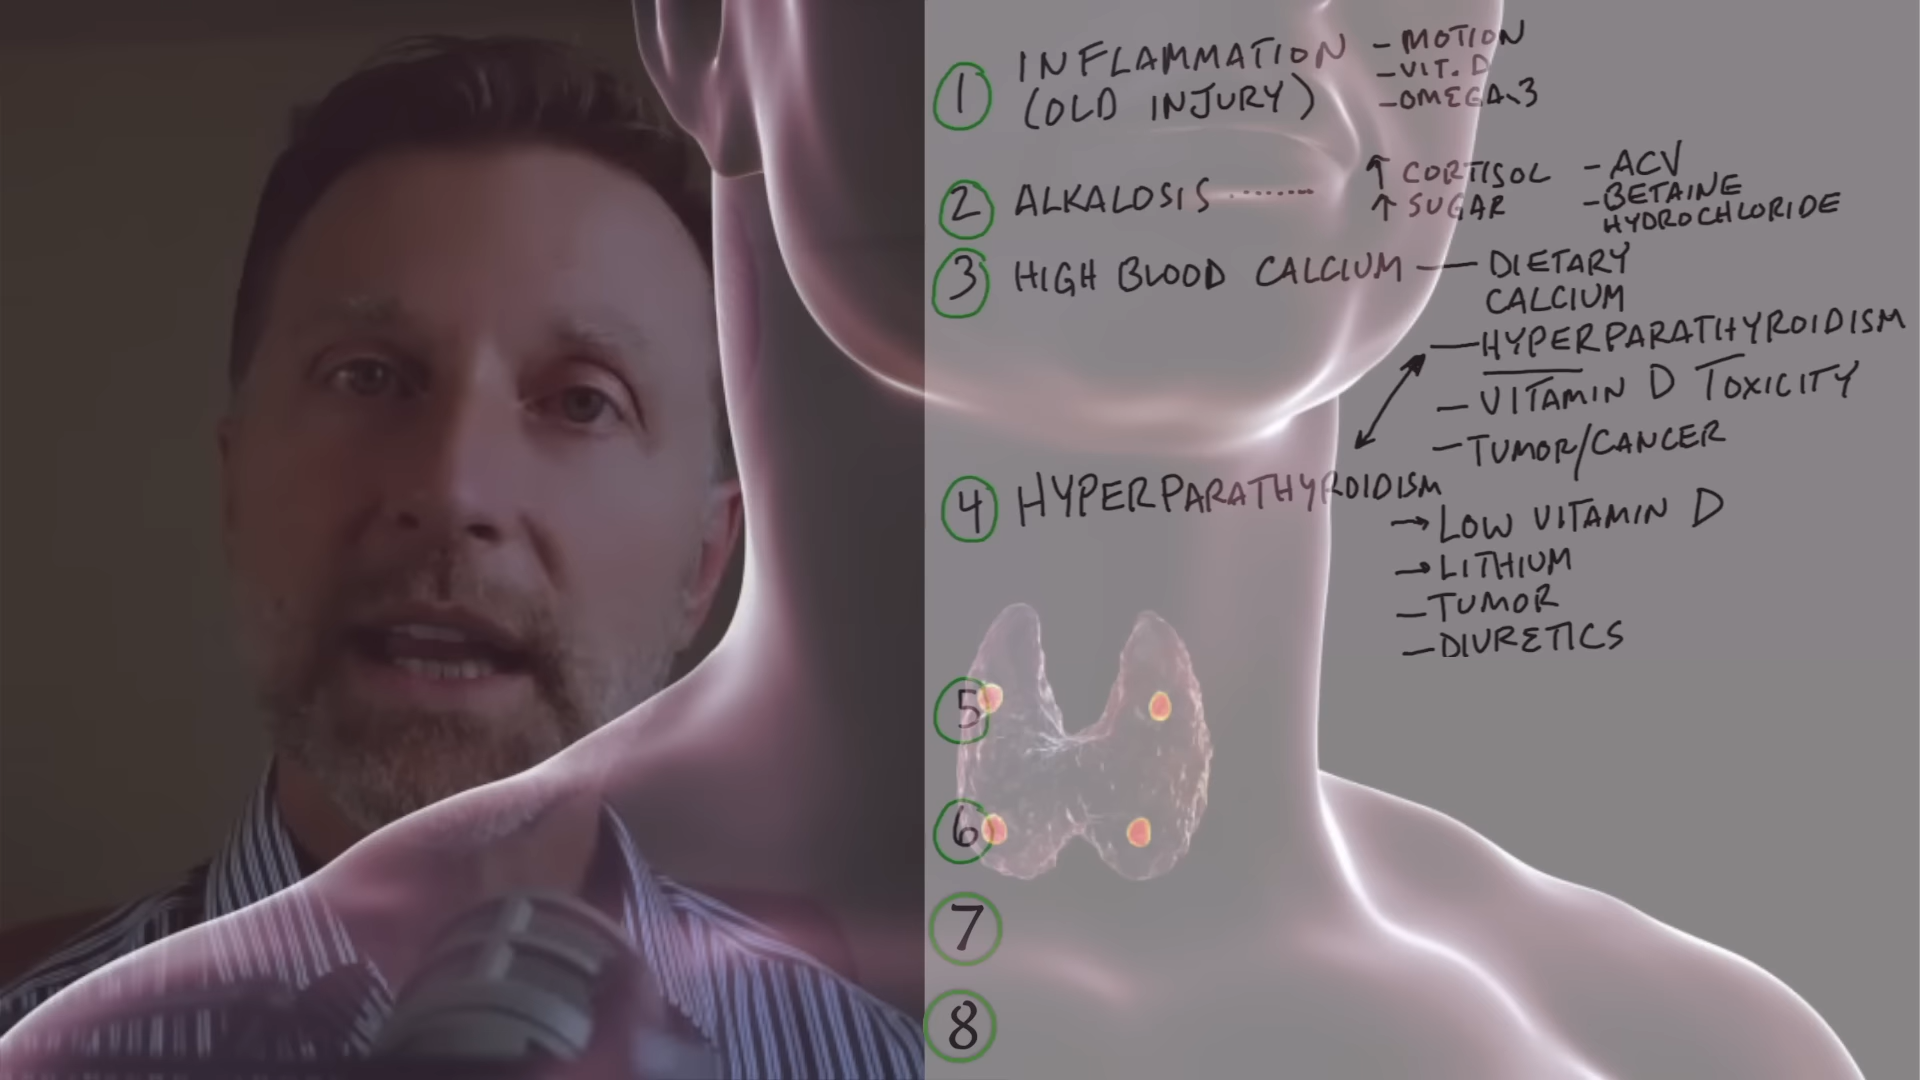 1 INFLAMMATION - MOTION
(OLD INJURY) - VIT. D
- OMEGA-3
2 ALKALOSIS ↑ CORTISOL - ACV
↑ SUGAR - BETAINE
HYDROCHLORIDE
3 HIGH BLOOD CALCIUM — DIETARY
CALCIUM
— HYPERPARATHYROIDISM
— VITAMIN D TOXICITY
— TUMOR/CANCER
4 HYPERPARATHYROIDISM
→ LOW VITAMIN D
→ LITHIUM
— TUMOR
— DIURETICS
5
6
7
8